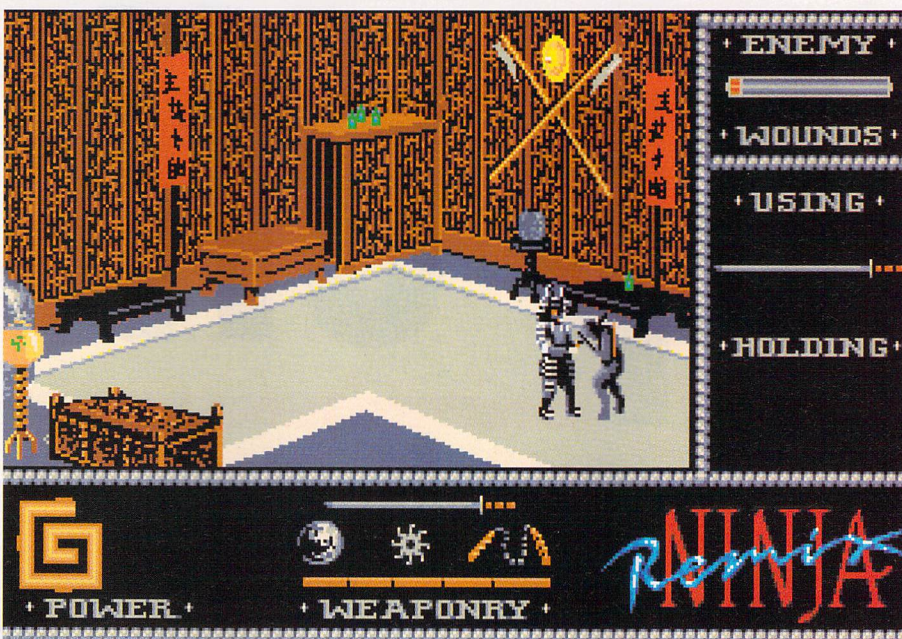 ENEMY
WOUNDS
USING
HOLDING
POWER
WEAPONRY
NINJA
Remix